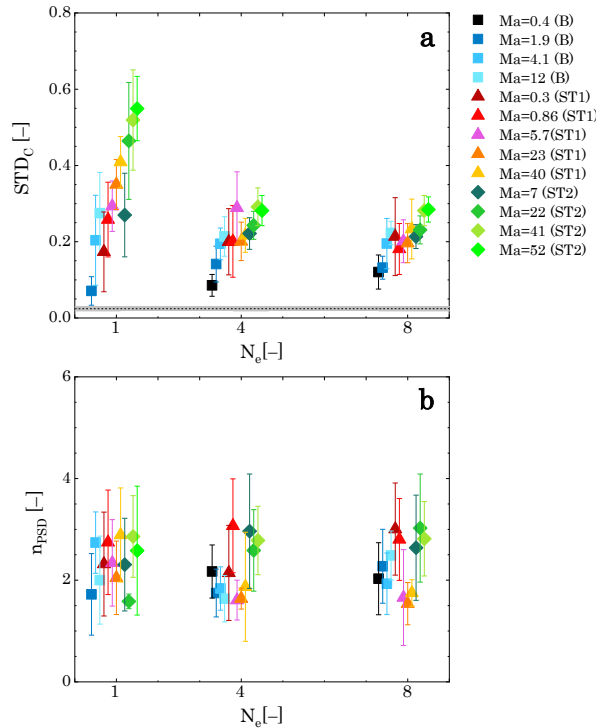 0.8
0.6
0.4
0.2
0.0
STD_C [–]
a
1
4
8
N_e[–]
Ma=0.4 (B)
Ma=1.9 (B)
Ma=4.1 (B)
Ma=12 (B)
Ma=0.3 (ST1)
Ma=0.86 (ST1)
Ma=5.7(ST1)
Ma=23 (ST1)
Ma=40 (ST1)
Ma=7 (ST2)
Ma=22 (ST2)
Ma=41 (ST2)
Ma=52 (ST2)
6
4
2
0
n_PSD [–]
b
1
4
8
N_e[–]